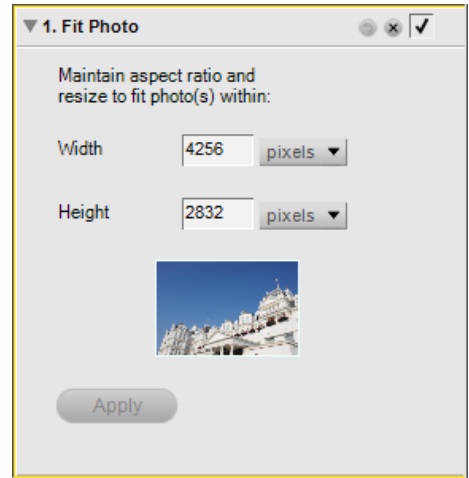 1. Fit Photo
Maintain aspect ratio and
resize to fit photo(s) within:
Width 4256 pixels
Height 2832 pixels
Apply